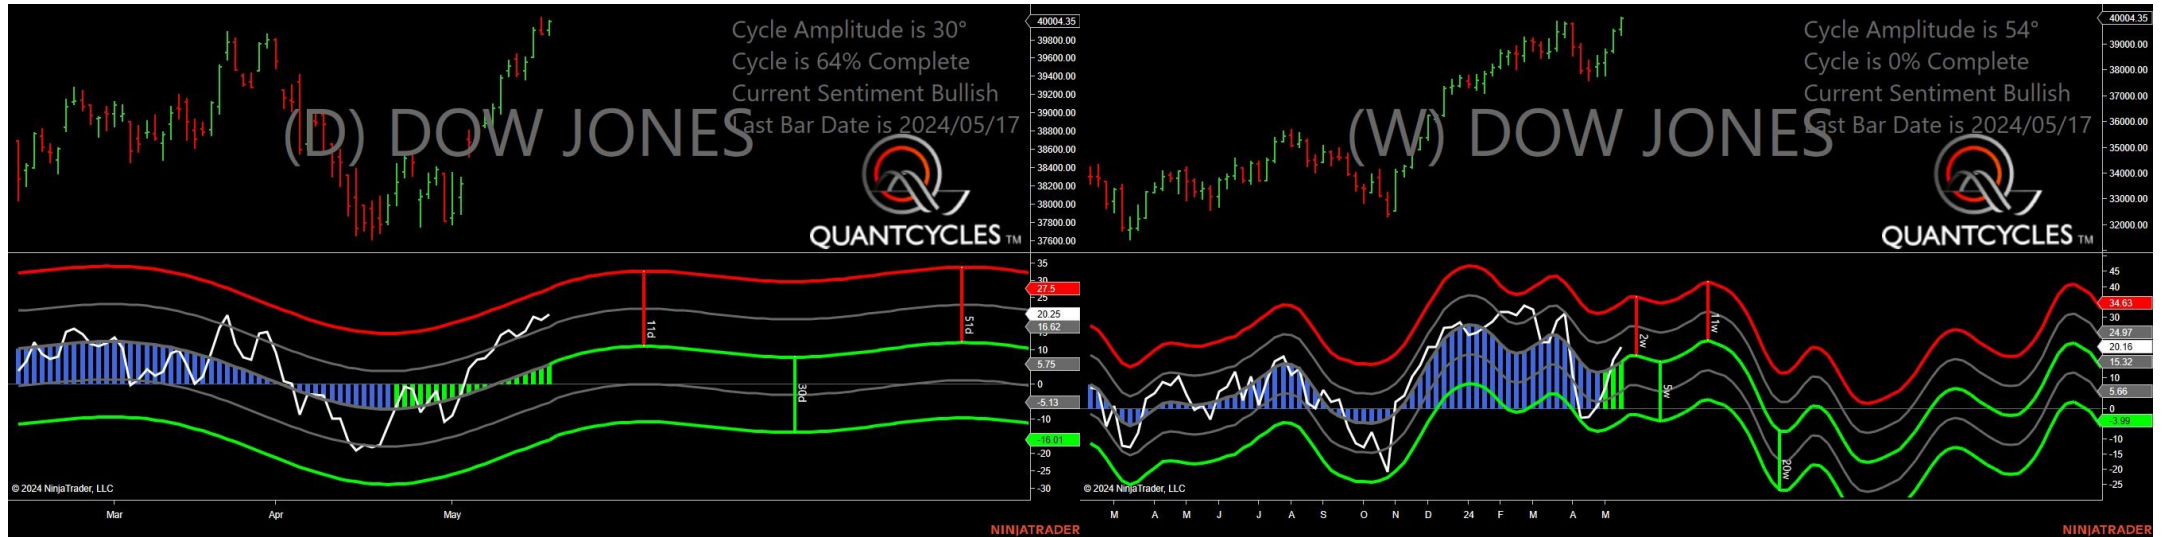 (D) DOW JONES
Cycle Amplitude is 30°
Cycle is 64% Complete
Current Sentiment Bullish
Last Bar Date is 2024/05/17
QUANTCYCLES TM
40004.35
39800.00
39600.00
39400.00
39200.00
39000.00
38800.00
38600.00
38400.00
38200.00
38000.00
37800.00
37600.00
35
30
27.5
25
20.25
16.62
10
5.75
0
-5.13
-10
-16.01
-20
-25
-30
11d
30d
51d
© 2024 NinjaTrader, LLC
Mar
Apr
May
NINJATRADER
(W) DOW JONES
Cycle Amplitude is 54°
Cycle is 0% Complete
Current Sentiment Bullish
Last Bar Date is 2024/05/17
QUANTCYCLES TM
40004.35
39000.00
38000.00
37000.00
36000.00
35000.00
34000.00
33000.00
32000.00
45
40
34.63
30
24.97
20.16
15.32
10
5.66
0
-3.99
-10
-15
-20
-25
2w
5w
11w
20w
© 2024 NinjaTrader, LLC
M
A
M
J
J
A
S
O
N
D
24
F
M
A
M
NINJATRADER